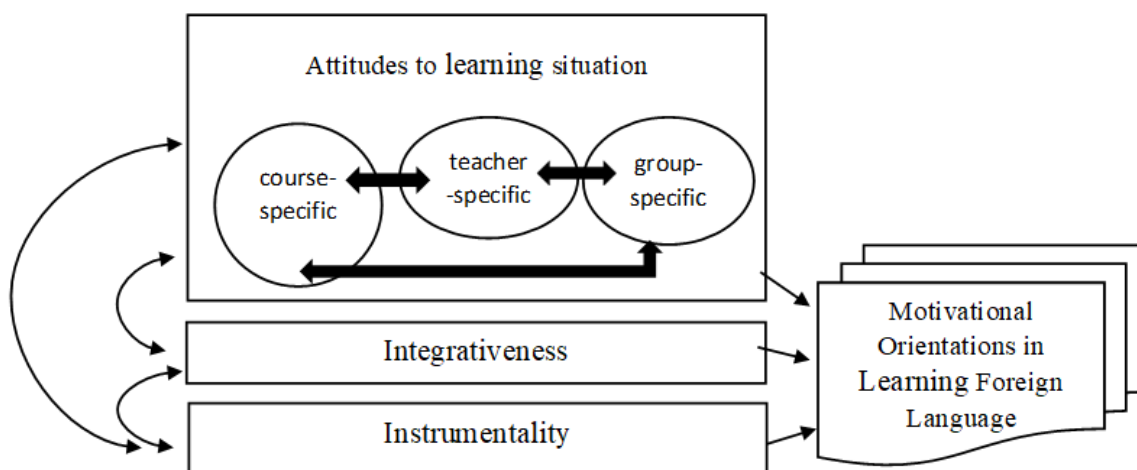 Attitudes to learning situation
course-
specific
teacher
-specific
group-
specific
Integrativeness
Instrumentality
Motivational
Orientations in
Learning Foreign
Language